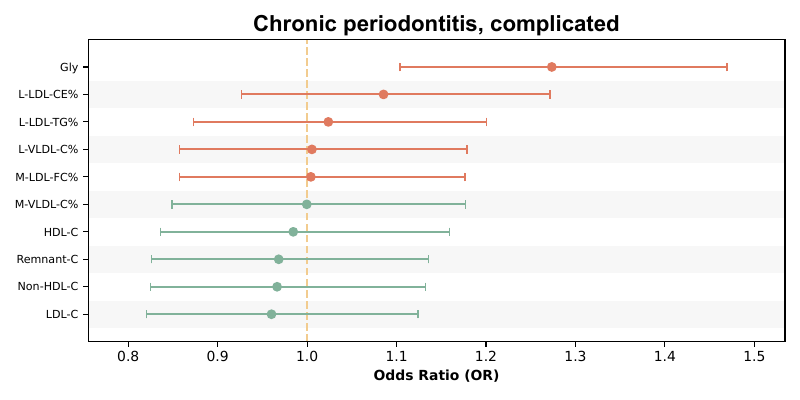 Chronic periodontitis, complicated
Gly
L-LDL-CE%
L-LDL-TG%
L-VLDL-C%
M-LDL-FC%
M-VLDL-C%
HDL-C
Remnant-C
Non-HDL-C
LDL-C
0.8 0.9 1.0 1.1 1.2 1.3 1.4 1.5
Odds Ratio (OR)